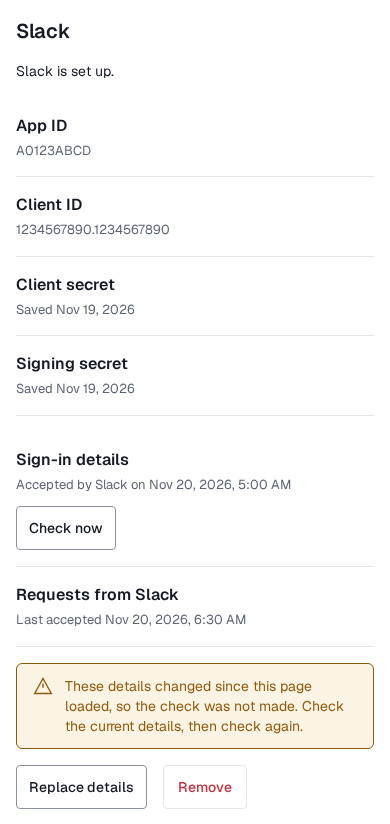 Slack
Slack is set up.
App ID
A0123ABCD
Client ID
1234567890.1234567890
Client secret
Saved Nov 19, 2026
Signing secret
Saved Nov 19, 2026
Sign-in details
Accepted by Slack on Nov 20, 2026, 5:00 AM
Check now
Requests from Slack
Last accepted Nov 20, 2026, 6:30 AM
These details changed since this page
loaded, so the check was not made. Check
the current details, then check again.
Replace details
Remove